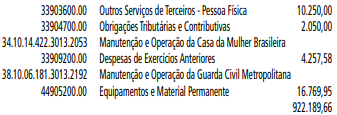 33903600.00 Outros Serviços de Terceiros - Pessoa Física 10.250,00
33904700.00 Obrigações Tributárias e Contributivas 2.050,00
34.10.14.422.3013.2053 Manutenção e Operação da Casa da Mulher Brasileira
33909200.00 Despesas de Exercícios Anteriores 4.257,58
38.10.06.181.3013.2192 Manutenção e Operação da Guarda Civil Metropolitana
44905200.00 Equipamentos e Material Permanente 16.769,95
922.189,66